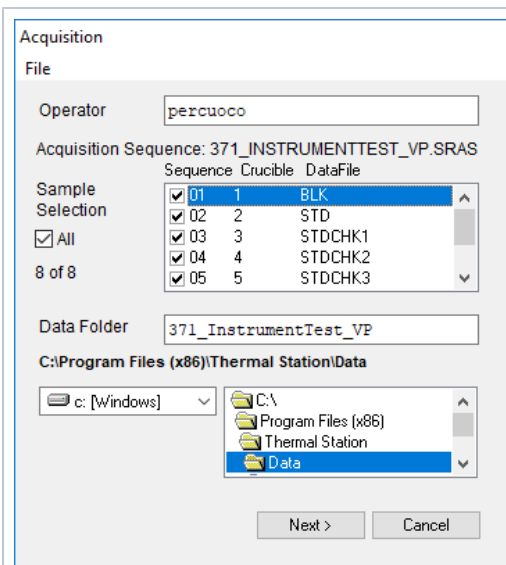 Acquisition
File
Operator percuoco
Acquisition Sequence: 371_INSTRUMENTTEST_VP.SRAS
Sequence Crucible DataFile
Sample Selection
All
8 of 8
01 1 BLK
02 2 STD
03 3 STDCHK1
04 4 STDCHK2
05 5 STDCHK3
Data Folder 371_InstrumentTest_VP
C:\Program Files (x86)\Thermal Station\Data
c: [Windows]
C:\
Program Files (x86)
Thermal Station
Data
Next > Cancel